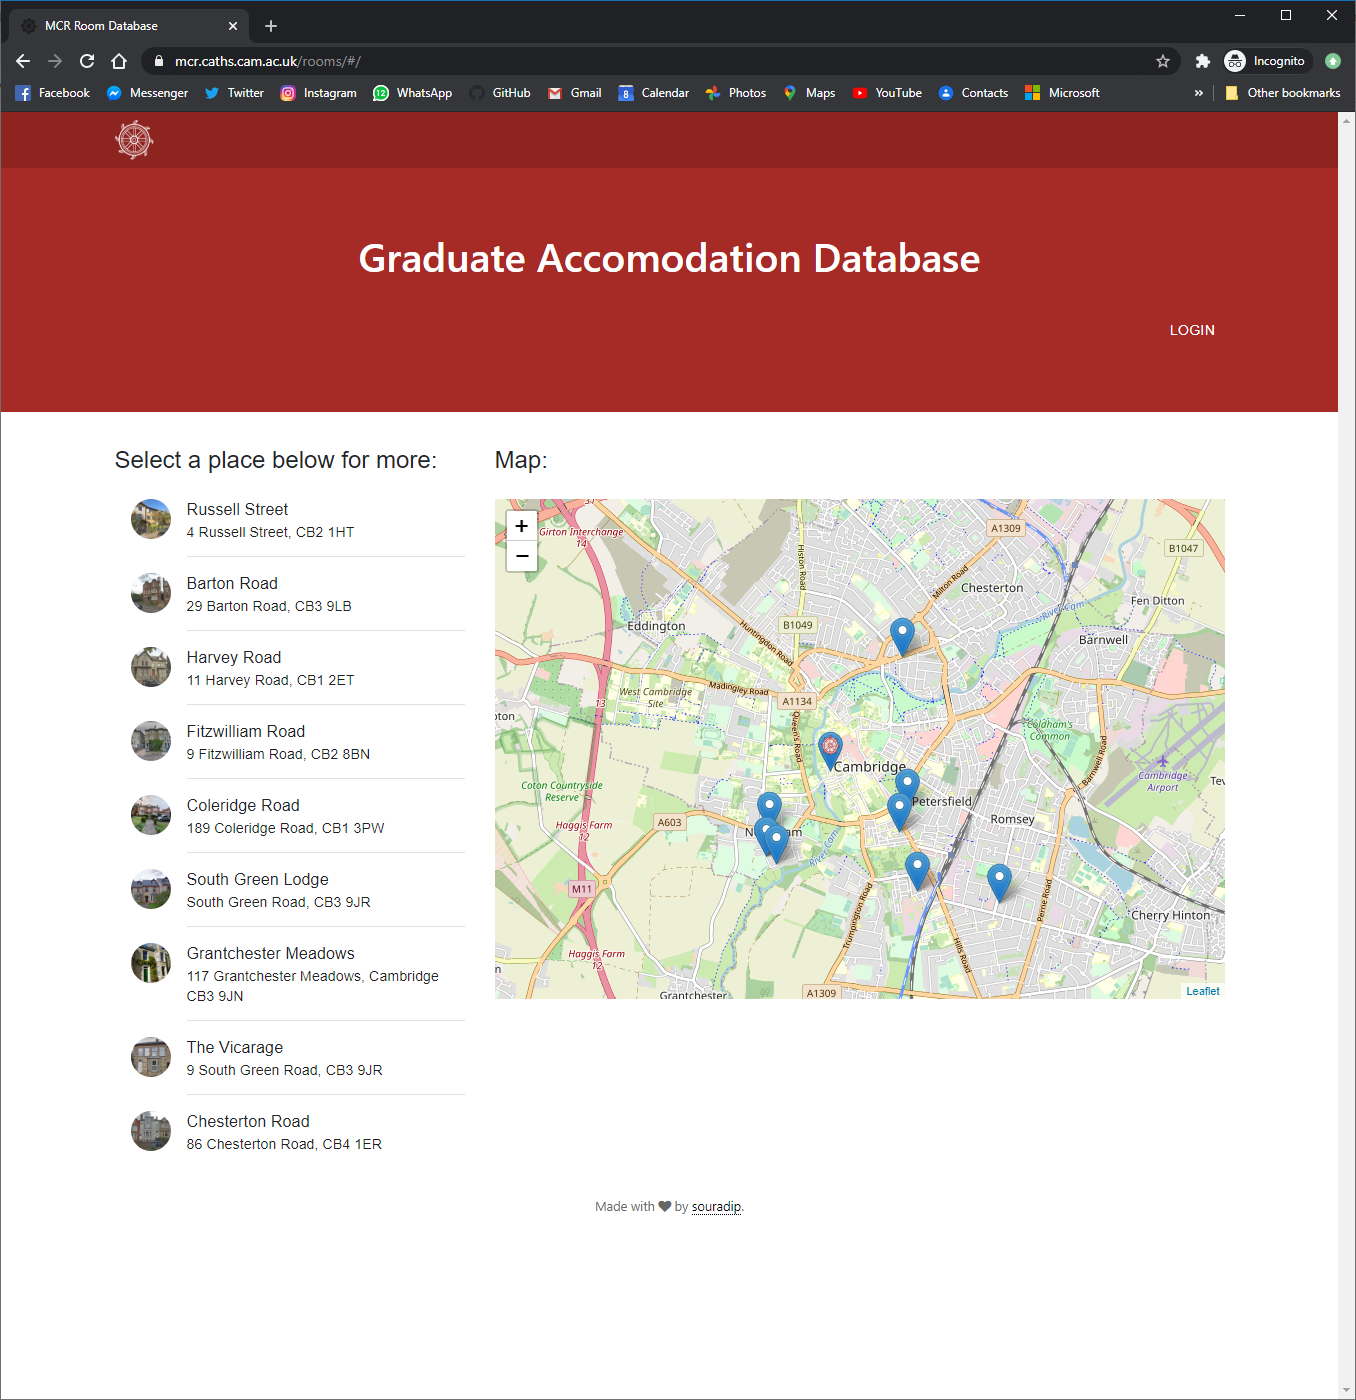 MCR Room Database
mcr.caths.cam.ac.uk/rooms/#/
Incognito
Facebook
Messenger
Twitter
Instagram
12
WhatsApp
GitHub
Gmail
8
Calendar
Photos
Maps
YouTube
Contacts
Microsoft
»
Other bookmarks
Graduate Accomodation Database
LOGIN
Select a place below for more:
Russell Street
4 Russell Street, CB2 1HT
Barton Road
29 Barton Road, CB3 9LB
Harvey Road
11 Harvey Road, CB1 2ET
Fitzwilliam Road
9 Fitzwilliam Road, CB2 8BN
Coleridge Road
189 Coleridge Road, CB1 3PW
South Green Lodge
South Green Road, CB3 9JR
Grantchester Meadows
117 Grantchester Meadows, Cambridge
CB3 9JN
The Vicarage
9 South Green Road, CB3 9JR
Chesterton Road
86 Chesterton Road, CB4 1ER
Map:
+
−
31
Girton Interchange
14
A1309
B1047
Histon Road
Milton Road
Chesterton
River Cam
Fen Ditton
Eddington
B1049
Huntingdon Road
Barnwell
West Cambridge
Site
Madingley Road
13
A1134
Queen's Road
oton
Coldham's
Common
Barnwell Road
Cambridge
Cambridge
Airport
Tev
Coton Countryside
Reserve
Petersfield
Romsey
A603
Haggis Farm
12
River Cam
M11
Trumpington Road
Hills Road
Perne Road
Cherry Hinton
Haggis Farm
12
n
Grantchester
A1309
Leaflet
Made with ♥ by souradip.